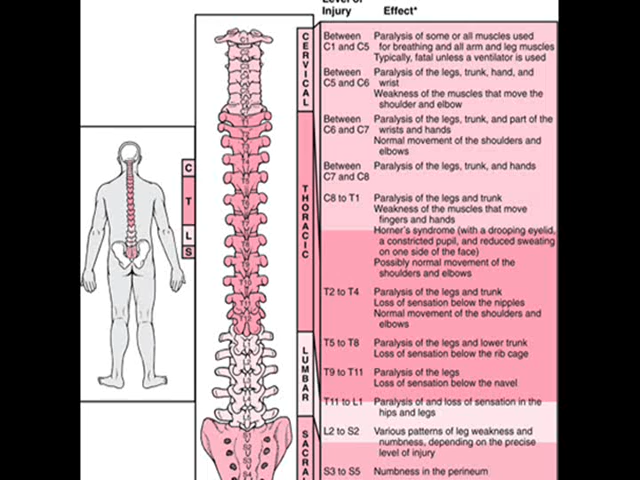 Level of
Injury Effect*
Between Paralysis of some or all muscles used
C1 and C5 for breathing and all arm and leg muscles
Typically, fatal unless a ventilator is used
Between Paralysis of the legs, trunk, hand, and
C5 and C6 wrist
Weakness of the muscles that move the
shoulder and elbow
Between Paralysis of the legs, trunk, and part of the
C6 and C7 wrists and hands
Normal movement of the shoulders and
elbows
Between Paralysis of the legs, trunk, and hands
C7 and C8
C8 to T1 Paralysis of the legs and trunk
Weakness of the muscles that move
fingers and hands
Horner's syndrome (with a drooping eyelid,
a constricted pupil, and reduced sweating
on one side of the face)
Possibly normal movement of the
shoulders and elbows
T2 to T4 Paralysis of the legs and trunk
Loss of sensation below the nipples
Normal movement of the shoulders and
elbows
T5 to T8 Paralysis of the legs and lower trunk
Loss of sensation below the rib cage
T9 to T11 Paralysis of the legs
Loss of sensation below the navel
T11 to L1 Paralysis of and loss of sensation in the
hips and legs
L2 to S2 Various patterns of leg weakness and
numbness, depending on the precise
level of injury
S3 to S5 Numbness in the perineum
CERVICAL
THORACIC
LUMBAR
SACRAL
C
T
L
S
C1
T10
T11
T12